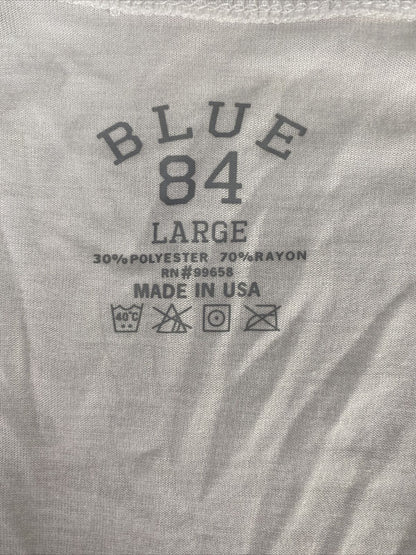 BLUE
84
LARGE
30% POLYESTER 70% RAYON
RN#99658
MADE IN USA
40°C